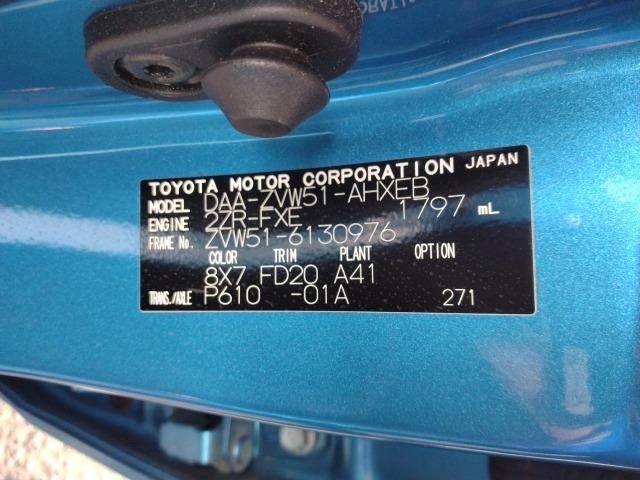 TOYOTA MOTOR CORPORATION JAPAN
MODEL DAA-ZVW51-AHXEB
ENGINE 2ZR-FXE 1797 mL
FRAME No. ZVW51-6130976
COLOR TRIM PLANT OPTION
8X7 FD20 A41
TRANS./AXLE P610 -01A 271